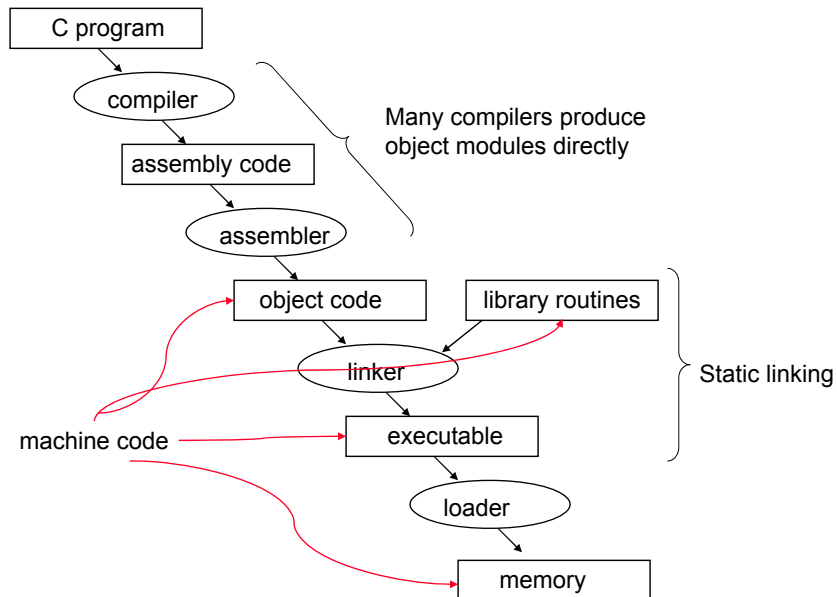 C program
compiler
Many compilers produce
object modules directly
assembly code
assembler
object code
library routines
linker
Static linking
machine code
executable
loader
memory